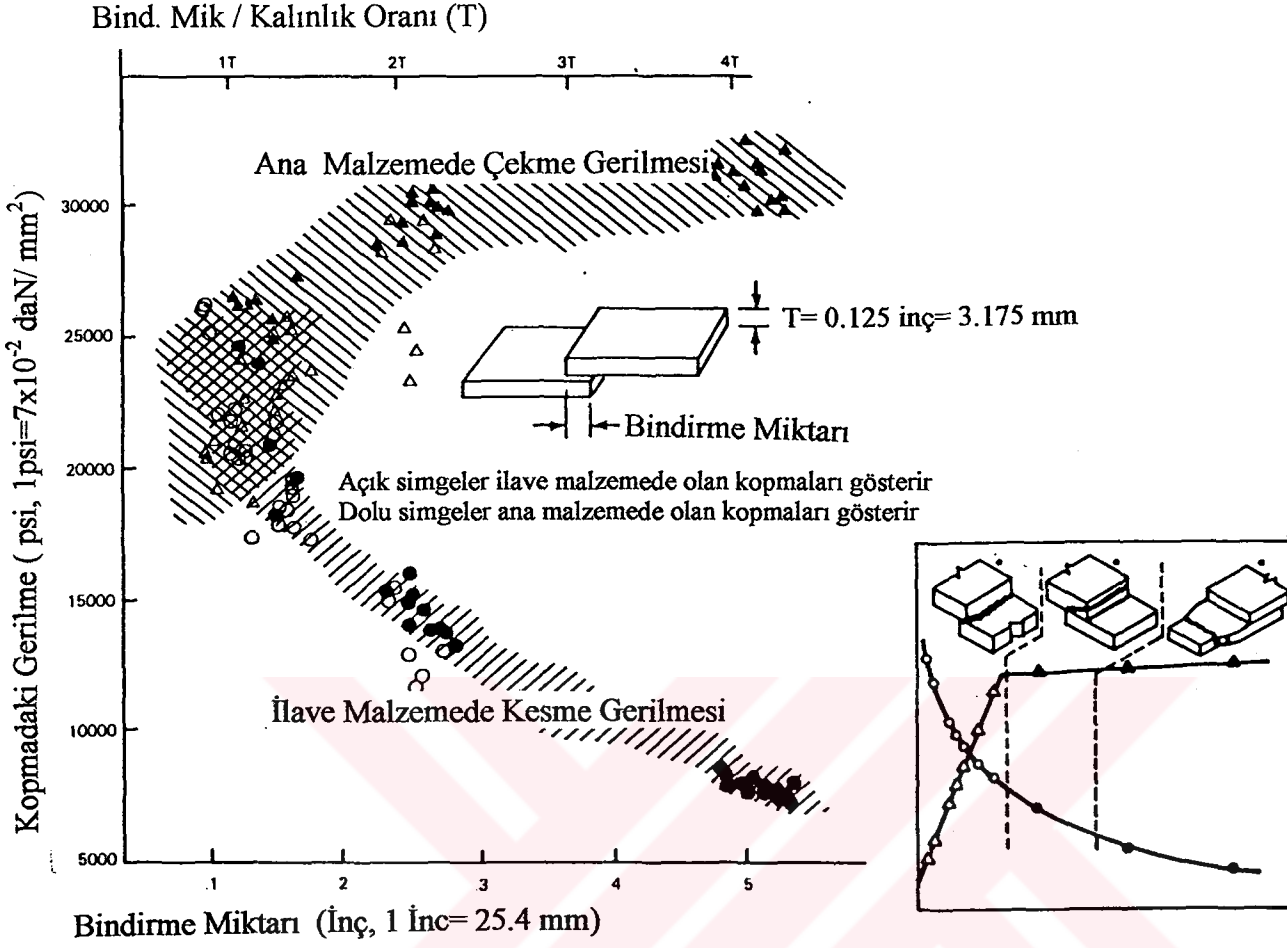 Bind. Mik / Kalınlık Oranı (T)
1T 2T 3T 4T
Ana Malzemede Çekme Gerilmesi
30000
25000
20000
15000
10000
5000
Kopmadaki Gerilme ( psi, 1psi=7x10⁻² daN/ mm²)
T= 0.125 inç= 3.175 mm
Bindirme Miktarı
Açık simgeler ilave malzemede olan kopmaları gösterir
Dolu simgeler ana malzemede olan kopmaları gösterir
İlave Malzemede Kesme Gerilmesi
.1 2 .3 4 5
Bindirme Miktarı (İnç, 1 İnc= 25.4 mm)